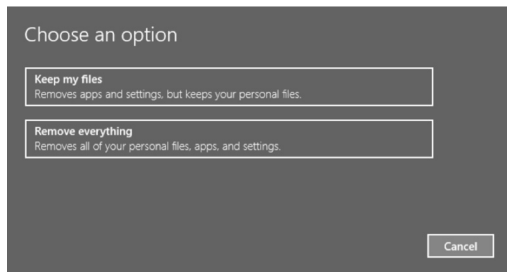 Choose an option
Keep my files
Removes apps and settings, but keeps your personal files.
Remove everything
Removes all of your personal files, apps, and settings.
Cancel